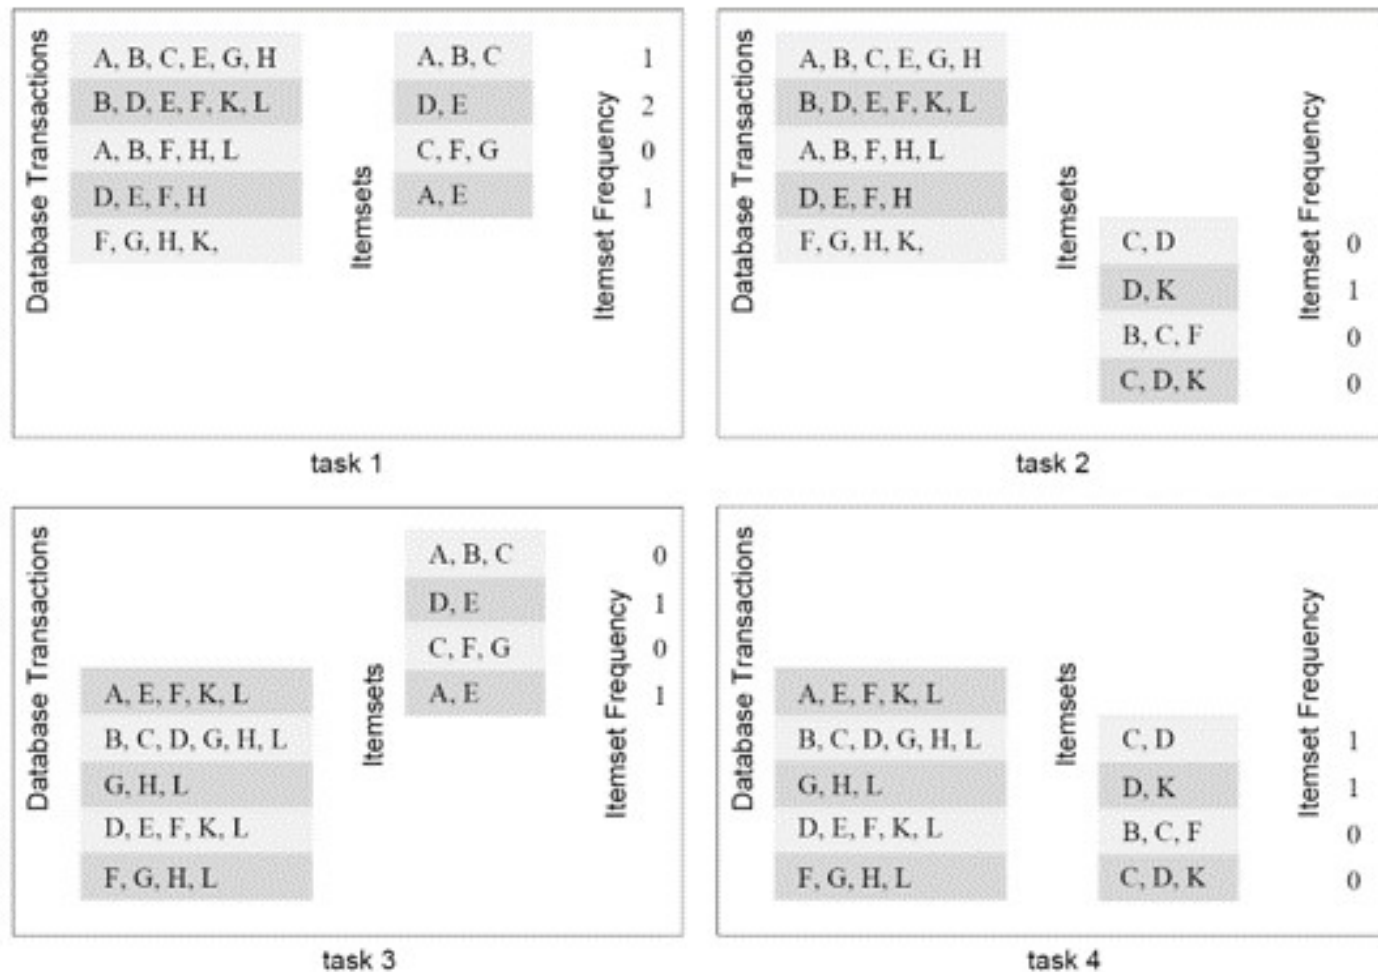 Database Transactions
A, B, C, E, G, H
B, D, E, F, K, L
A, B, F, H, L
D, E, F, H
F, G, H, K,
Itemsets
A, B, C
D, E
C, F, G
A, E
Itemset Frequency
1
2
0
1
task 1
Database Transactions
A, B, C, E, G, H
B, D, E, F, K, L
A, B, F, H, L
D, E, F, H
F, G, H, K,
Itemsets
C, D
D, K
B, C, F
C, D, K
Itemset Frequency
0
1
0
0
task 2
Database Transactions
A, E, F, K, L
B, C, D, G, H, L
G, H, L
D, E, F, K, L
F, G, H, L
Itemsets
A, B, C
D, E
C, F, G
A, E
Itemset Frequency
0
1
0
1
task 3
Database Transactions
A, E, F, K, L
B, C, D, G, H, L
G, H, L
D, E, F, K, L
F, G, H, L
Itemsets
C, D
D, K
B, C, F
C, D, K
Itemset Frequency
1
1
0
0
task 4